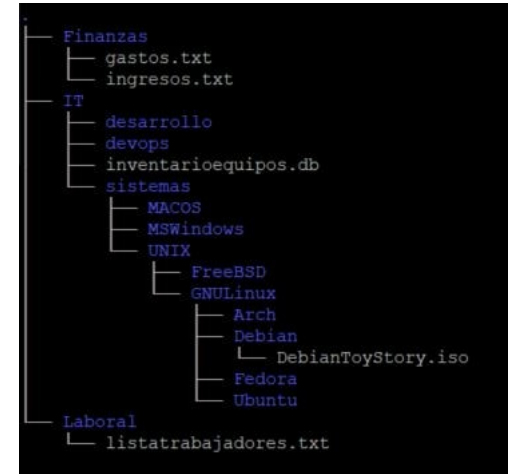 .
├── Finanzas
│   ├── gastos.txt
│   └── ingresos.txt
├── IT
│   ├── desarrollo
│   ├── devops
│   ├── inventarioequipos.db
│   └── sistemas
│       ├── MACOS
│       ├── MSWindows
│       └── UNIX
│           ├── FreeBSD
│           └── GNULinux
│               ├── Arch
│               ├── Debian
│               │   └── DebianToyStory.iso
│               ├── Fedora
│               └── Ubuntu
└── Laboral
    └── listatrabajadores.txt